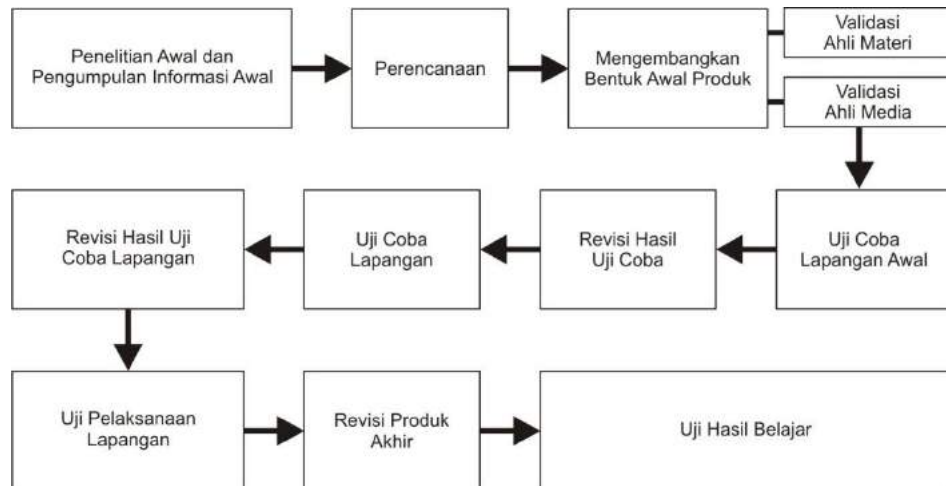 Penelitian Awal dan
Pengumpulan Informasi Awal
Perencanaan
Mengembangkan
Bentuk Awal Produk
Validasi
Ahli Materi
Validasi
Ahli Media
Uji Coba
Lapangan Awal
Revisi Hasil
Uji Coba
Uji Coba
Lapangan
Revisi Hasil Uji
Coba Lapangan
Uji Pelaksanaan
Lapangan
Revisi Produk
Akhir
Uji Hasil Belajar